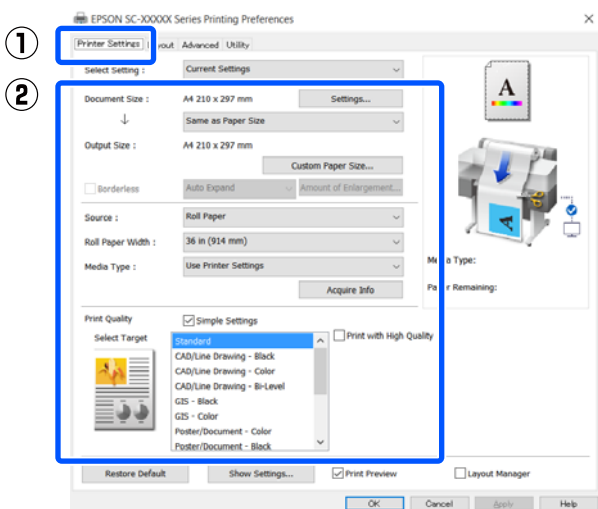 EPSON SC-XXXXX Series Printing Preferences
1
Printer Settings
Advanced
Utility
2
Select Setting :
Current Settings
Document Size :
A4 210 x 297 mm
Settings...
Same as Paper Size
Output Size :
A4 210 x 297 mm
Custom Paper Size...
Borderless
Auto Expand
Amount of Enlargement...
Source :
Roll Paper
Roll Paper Width :
36 in (914 mm)
Media Type :
Use Printer Settings
Acquire Info
Print Quality
Simple Settings
Select Target
Standard
CAD/Line Drawing - Black
CAD/Line Drawing - Color
CAD/Line Drawing - Bi-Level
GIS - Black
GIS - Color
Poster/Document - Color
Poster/Document - Black
Print with High Quality
A
A
Type:
Remaining:
Restore Default
Show Settings...
Print Preview
Layout Manager
OK
Cancel
Apply
Help